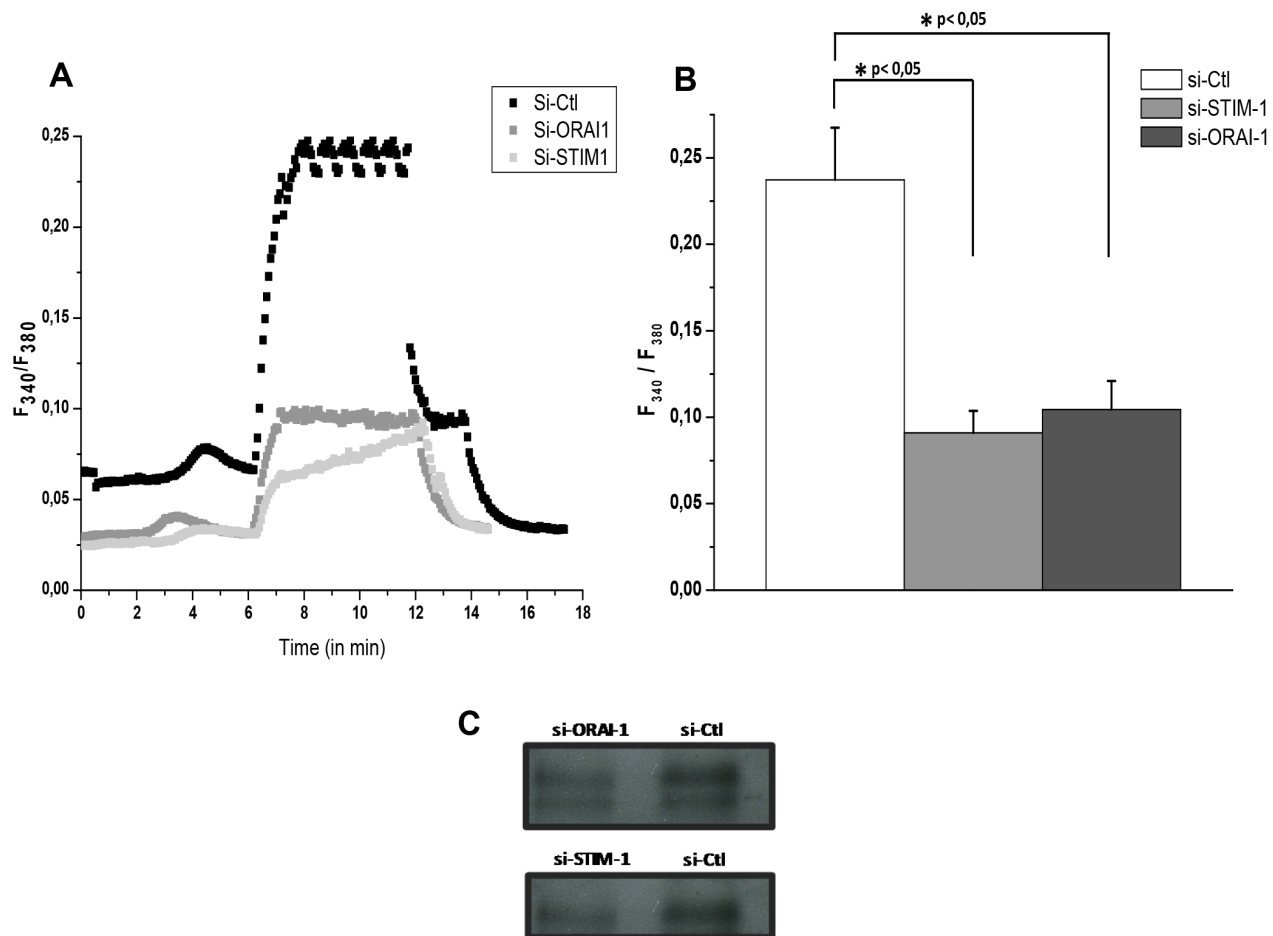 A
Si-Ctl
Si-ORAI1
Si-STIM1
0,25
0,20
0,15
0,10
0,05
0,00
F340/F380
0 2 4 6 8 10 12 14 16 18
Time (in min)
B
* p< 0,05
* p< 0,05
si-Ctl
si-STIM-1
si-ORAI-1
0,25
0,20
0,15
0,10
0,05
0,00
F340 / F380
C
si-ORAI-1 si-Ctl
si-STIM-1 si-Ctl